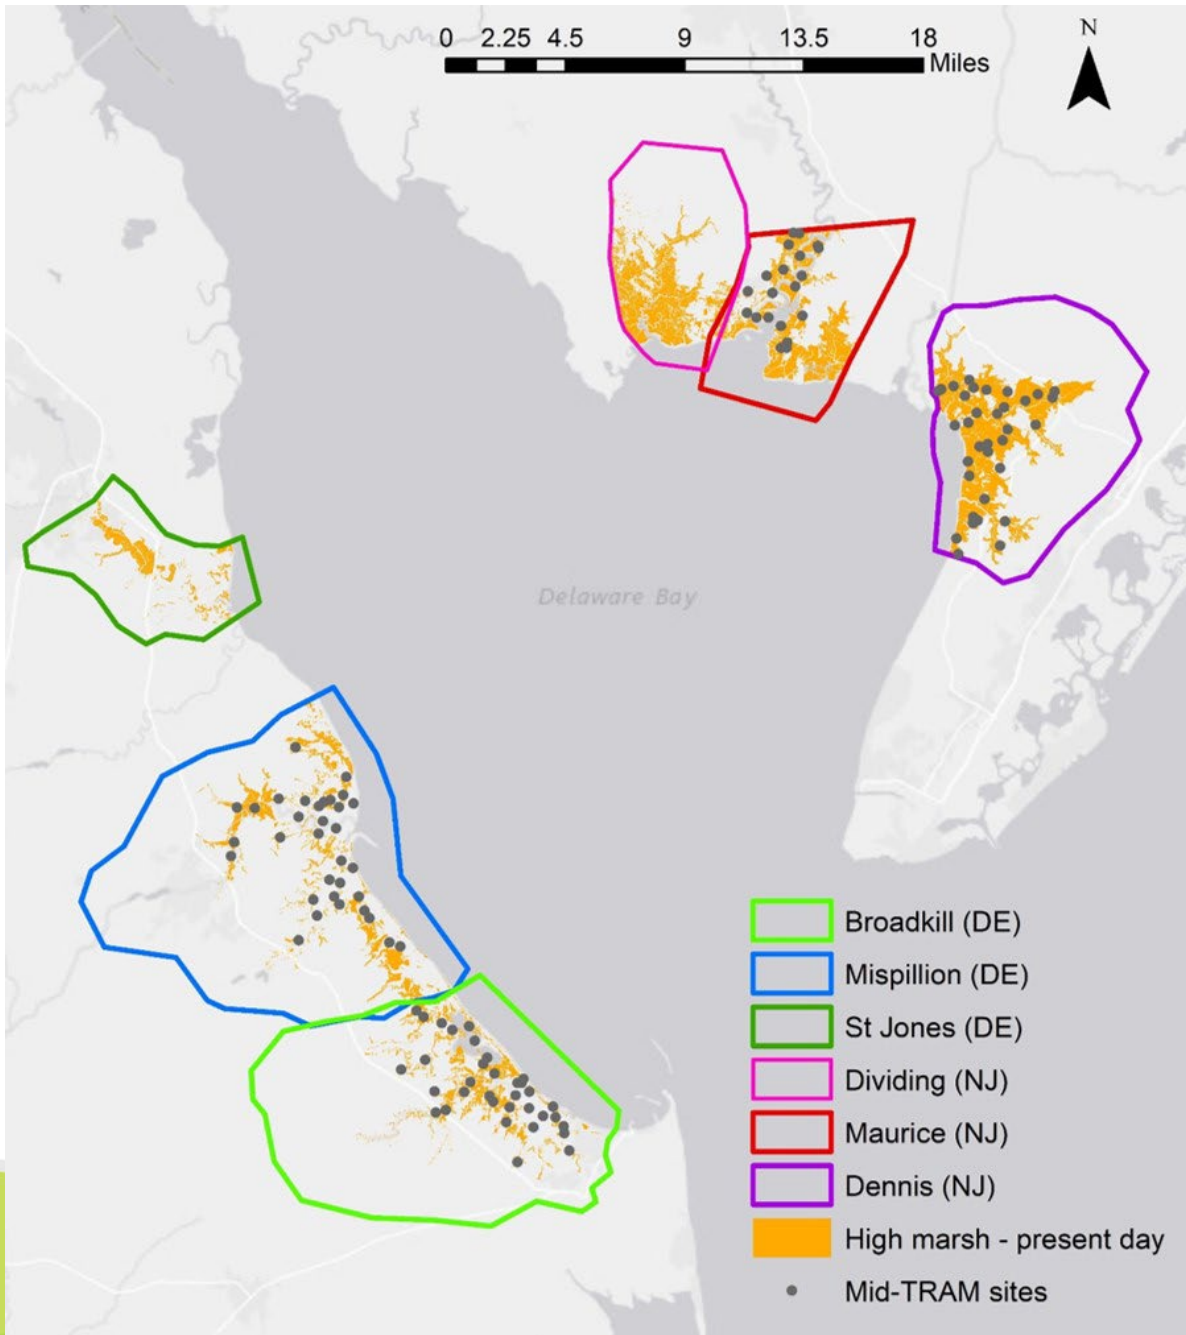 0 2.25 4.5 9 13.5 18
Miles
N
Delaware Bay
Broadkill (DE)
Mispillion (DE)
St Jones (DE)
Dividing (NJ)
Maurice (NJ)
Dennis (NJ)
High marsh - present day
Mid-TRAM sites